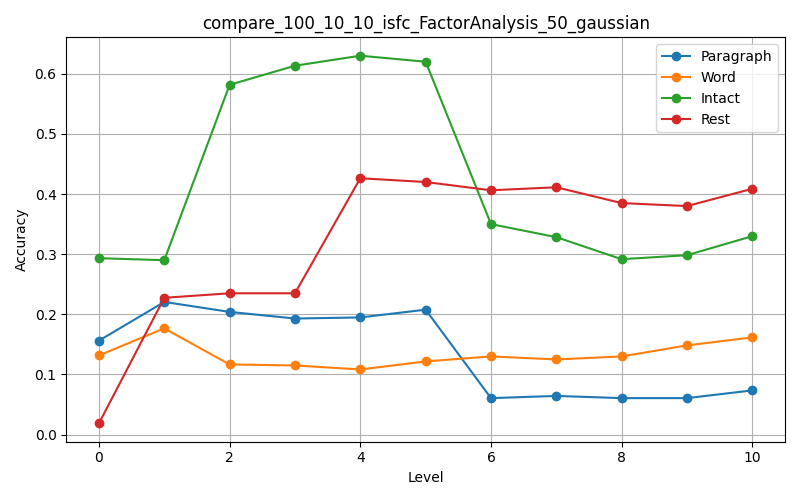 compare_100_10_10_isfc_FactorAnalysis_50_gaussian
Paragraph
Word
Intact
Rest
Accuracy
0.6
0.5
0.4
0.3
0.2
0.1
0.0
0 2 4 6 8 10
Level